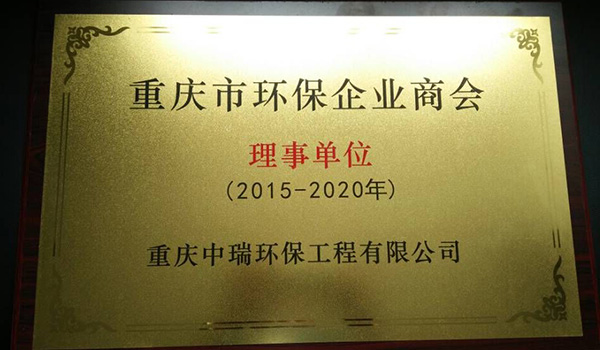 重庆市环保企业商会
理事单位
(2015-2020年)
重庆中瑞环保工程有限公司